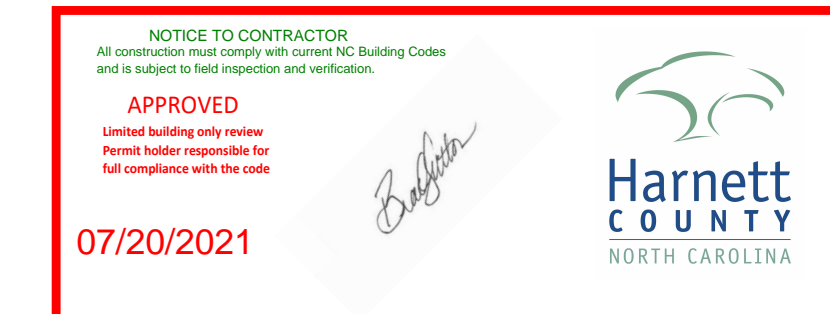 NOTICE TO CONTRACTOR
All construction must comply with current NC Building Codes
and is subject to field inspection and verification.
APPROVED
Limited building only review
Permit holder responsible for
full compliance with the code
07/20/2021
Brad Sutton
Harnett
COUNTY
NORTH CAROLINA